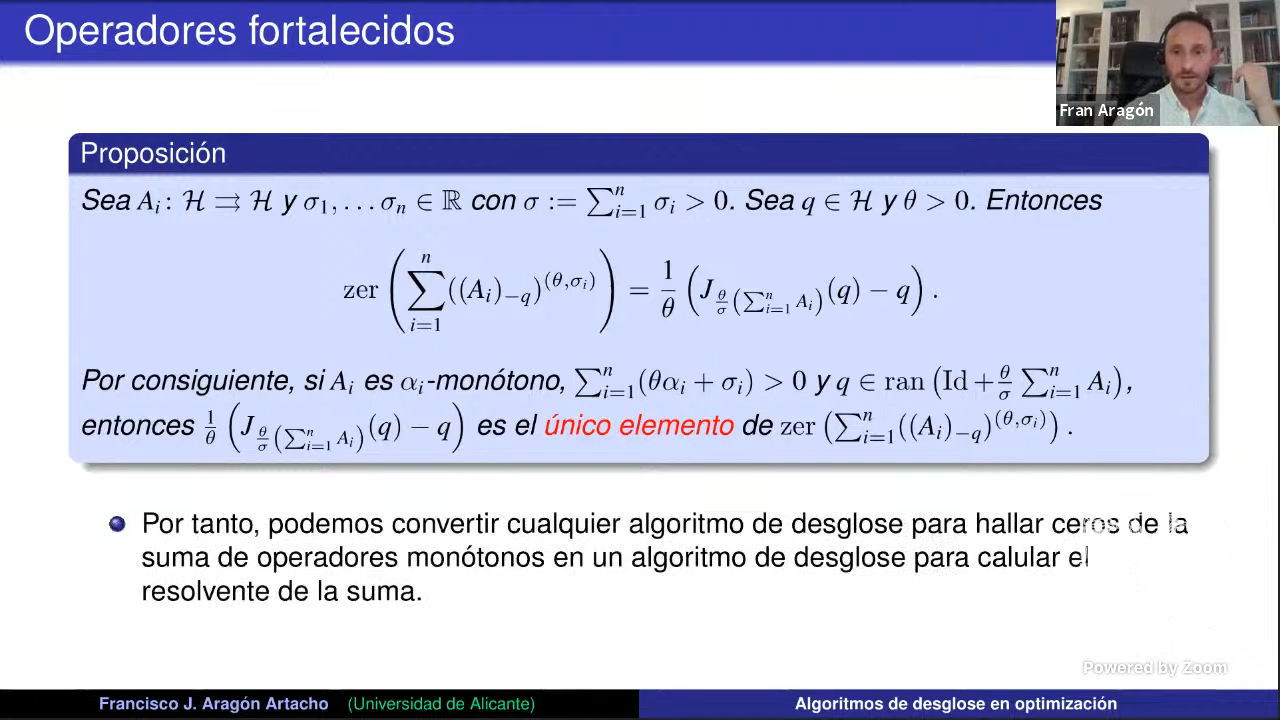 Operadores fortalecidos
Fran Aragón
Proposición
Sea A_i : ℋ ⇉ ℋ y σ_1, … σ_n ∈ ℝ con σ := ∑_{i=1}^n σ_i > 0. Sea q ∈ ℋ y θ > 0. Entonces
zer ( ∑_{i=1}^n ((A_i)_{−q})^{(θ,σ_i)} ) = 1/θ ( J_{θ/σ (∑_{i=1}^n A_i)}(q) − q ) .
Por consiguiente, si A_i es α_i-monótono, ∑_{i=1}^n (θα_i + σ_i) > 0 y q ∈ ran ( Id + θ/σ ∑_{i=1}^n A_i ),
entonces 1/θ ( J_{θ/σ (∑_{i=1}^n A_i)}(q) − q ) es el único elemento de zer ( ∑_{i=1}^n ((A_i)_{−q})^{(θ,σ_i)} ) .
Por tanto, podemos convertir cualquier algoritmo de desglose para hallar ceros de la
suma de operadores monótonos en un algoritmo de desglose para calular el
resolvente de la suma.
Powered by Zoom
Francisco J. Aragón Artacho (Universidad de Alicante)
Algoritmos de desglose en optimización